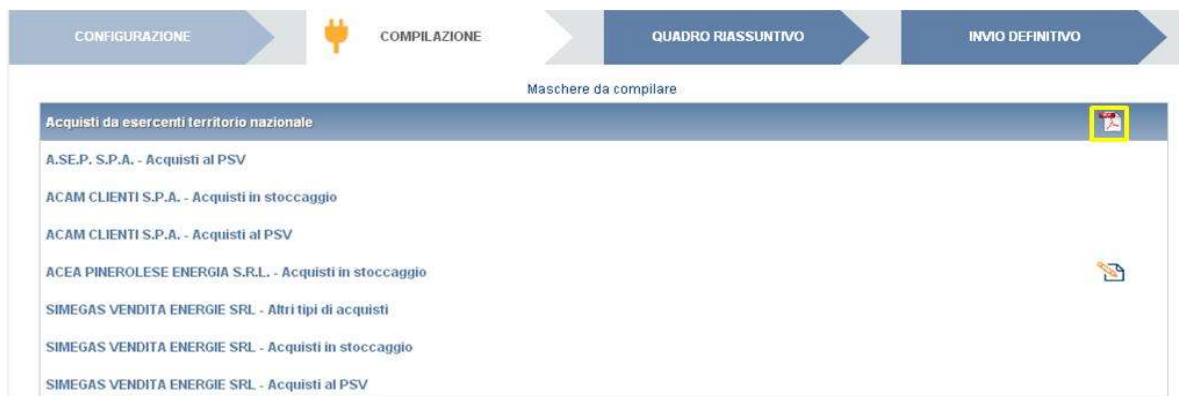 CONFIGURAZIONE COMPILAZIONE QUADRO RIASSUNTIVO INVIO DEFINITIVO
Maschere da compilare
Acquisti da esercenti territorio nazionale
A.SE.P. S.P.A. - Acquisti al PSV
ACAM CLIENTI S.P.A. - Acquisti in stoccaggio
ACAM CLIENTI S.P.A. - Acquisti al PSV
ACEA PINEROLESE ENERGIA S.R.L. - Acquisti in stoccaggio
SIMEGAS VENDITA ENERGIE SRL - Altri tipi di acquisti
SIMEGAS VENDITA ENERGIE SRL - Acquisti in stoccaggio
SIMEGAS VENDITA ENERGIE SRL - Acquisti al PSV